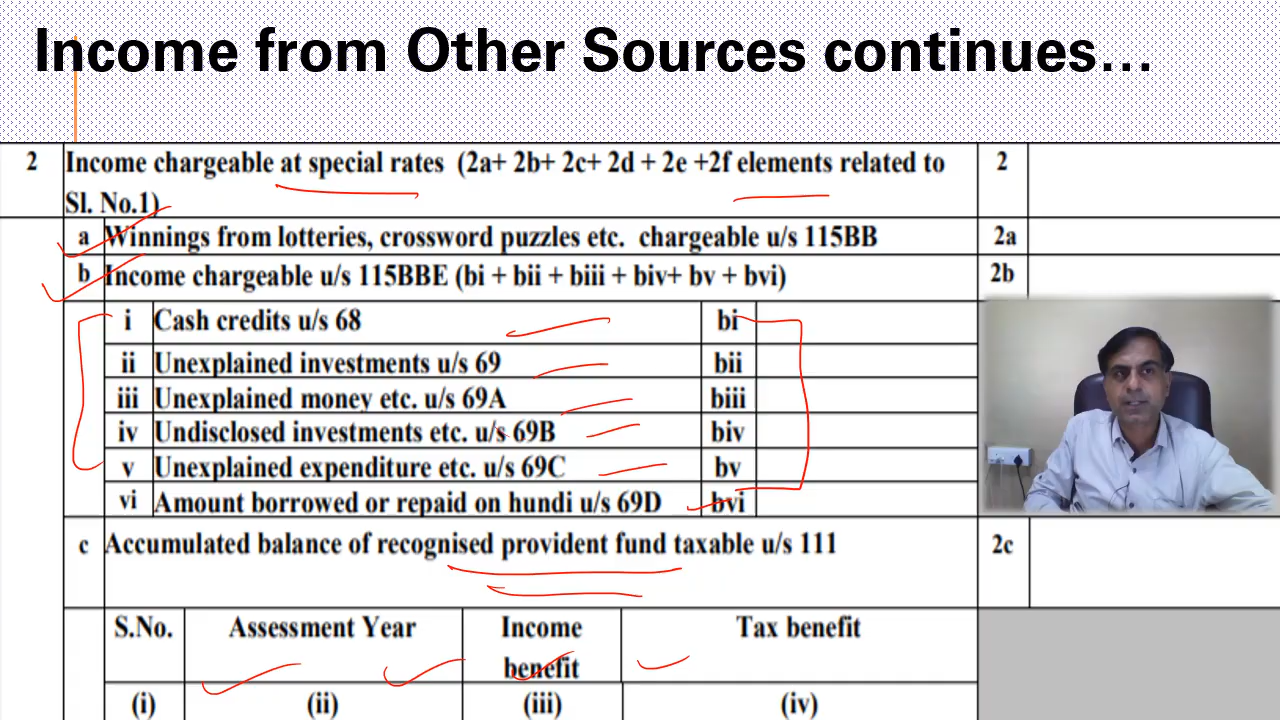 Income from Other Sources continues...
2 Income chargeable at special rates (2a+ 2b+ 2c+ 2d + 2e +2f elements related to 2
Sl. No.1)
a Winnings from lotteries, crossword puzzles etc. chargeable u/s 115BB 2a
b Income chargeable u/s 115BBE (bi + bii + biii + biv+ bv + bvi) 2b
i Cash credits u/s 68 bi
ii Unexplained investments u/s 69 bii
iii Unexplained money etc. u/s 69A biii
iv Undisclosed investments etc. u/s 69B biv
v Unexplained expenditure etc. u/s 69C bv
vi Amount borrowed or repaid on hundi u/s 69D bvi
c Accumulated balance of recognised provident fund taxable u/s 111 2c
S.No. Assessment Year Income Tax benefit
benefit
(i) (ii) (iii) (iv)